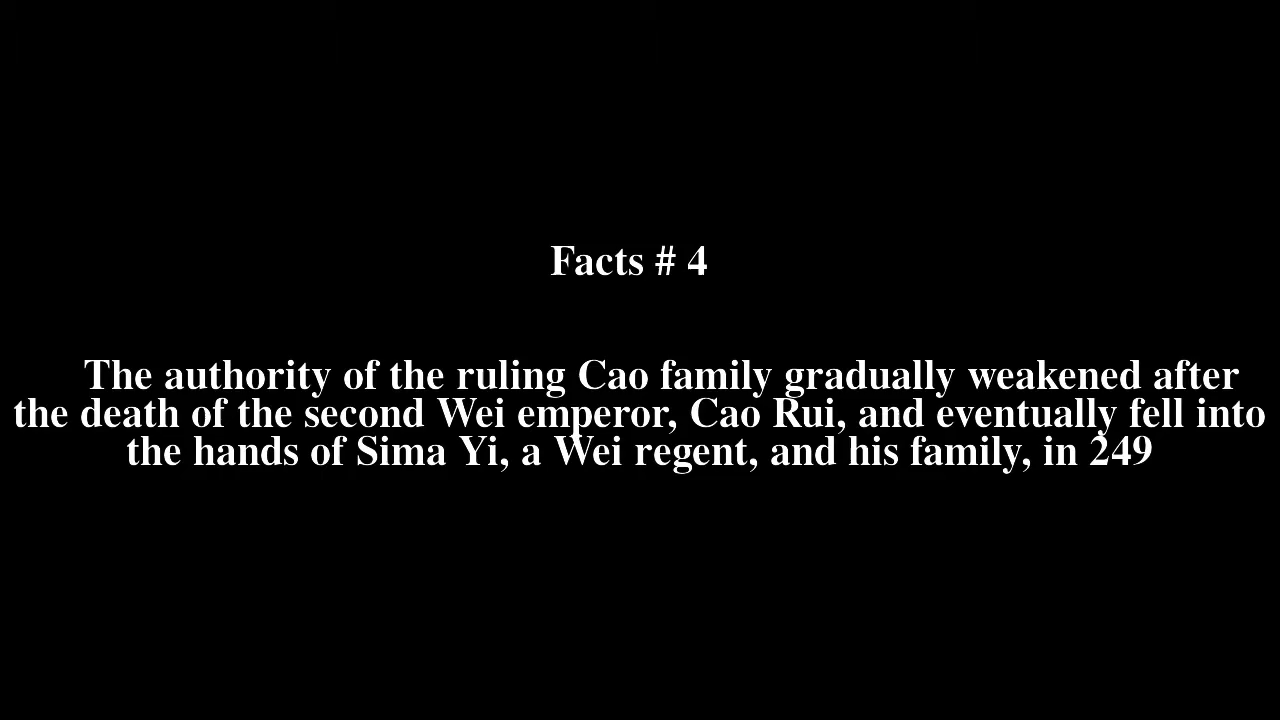 Facts # 4
The authority of the ruling Cao family gradually weakened after
the death of the second Wei emperor, Cao Rui, and eventually fell into
the hands of Sima Yi, a Wei regent, and his family, in 249